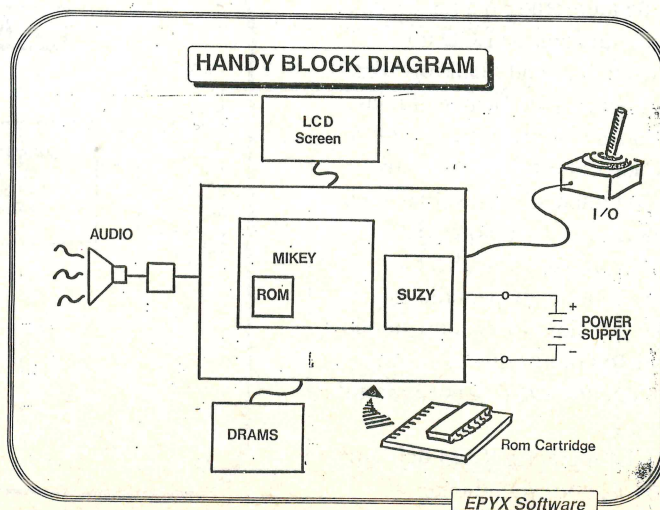 HANDY BLOCK DIAGRAM
LCD
Screen
I/O
AUDIO
MIKEY
ROM
SUZY
+
POWER
SUPPLY
-
DRAMS
Rom Cartridge
EPYX Software